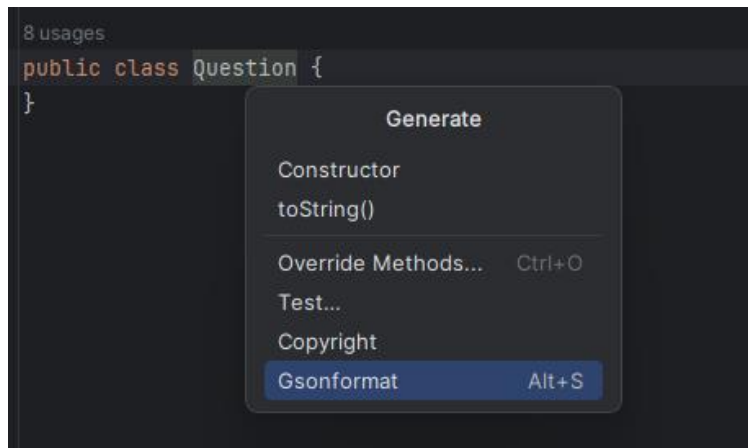 8 usages
public class Question {
}
Generate
Constructor
toString()
Override Methods... Ctrl+O
Test...
Copyright
Gsonformat Alt+S